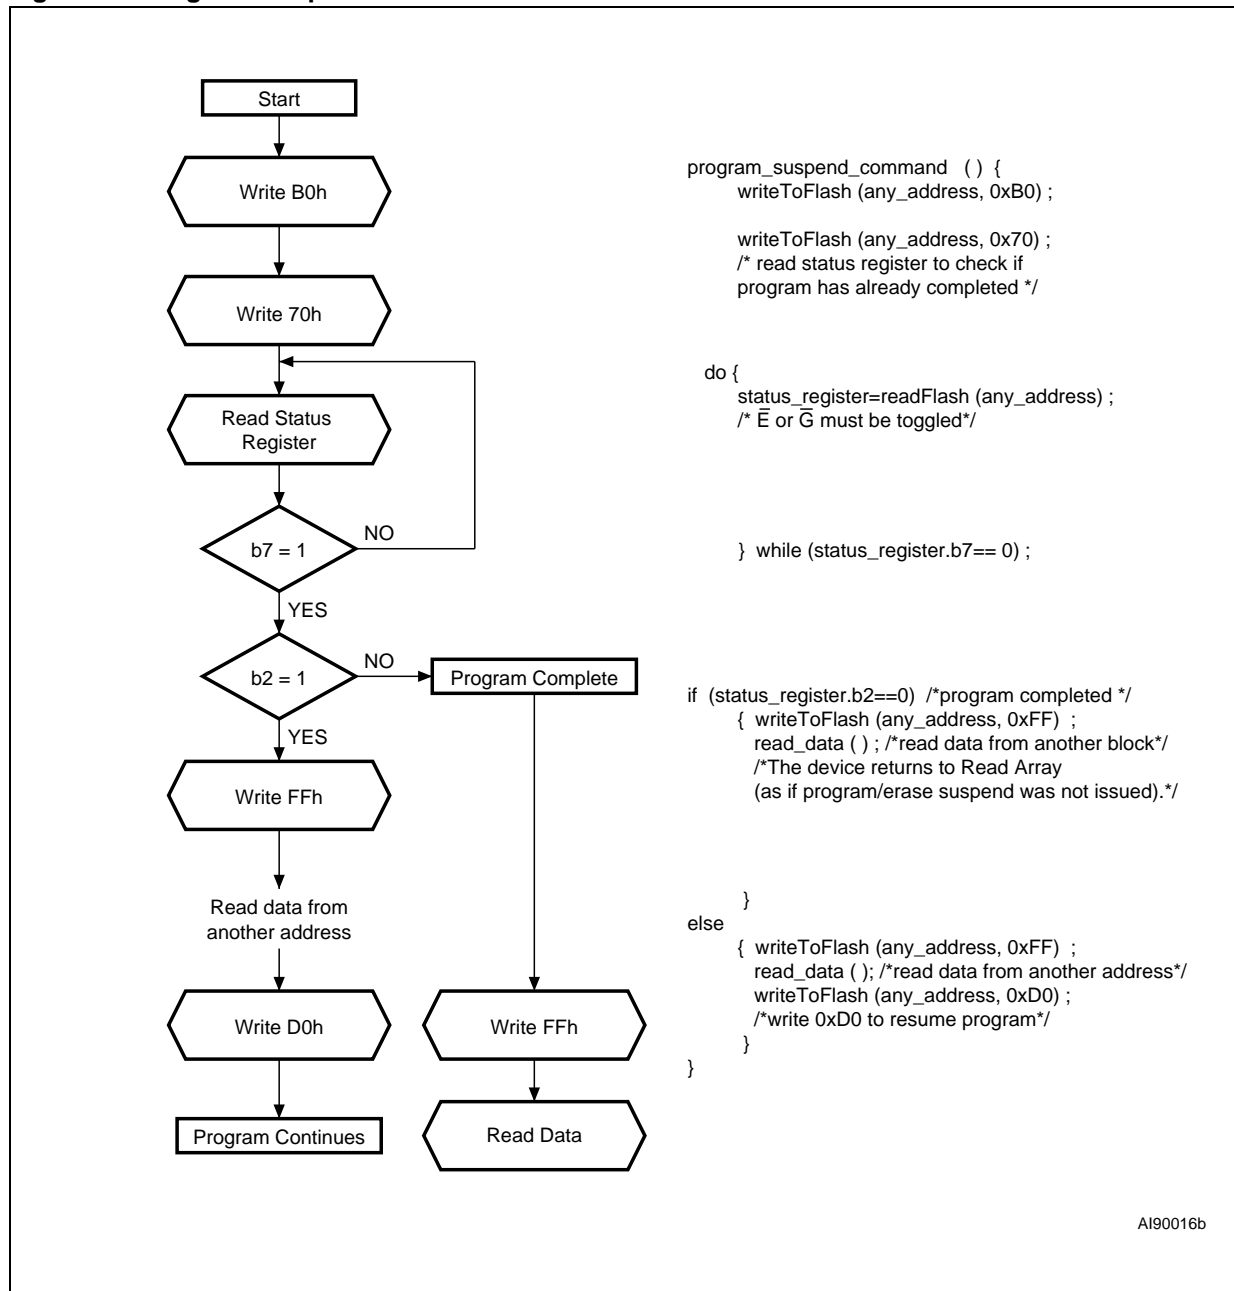 Start
Write B0h
Write 70h
Read Status
Register
b7 = 1
NO
YES
b2 = 1
NO
Program Complete
YES
Write FFh
Read data from
another address
Write D0h
Write FFh
Program Continues
Read Data
program_suspend_command ( ) {
writeToFlash (any_address, 0xB0) ;
writeToFlash (any_address, 0x70) ;
/* read status register to check if
program has already completed */
do {
status_register=readFlash (any_address) ;
/* E̅ or G̅ must be toggled*/
} while (status_register.b7== 0) ;
if (status_register.b2==0) /*program completed */
{ writeToFlash (any_address, 0xFF) ;
read_data ( ) ; /*read data from another block*/
/*The device returns to Read Array
(as if program/erase suspend was not issued).*/
}
else
{ writeToFlash (any_address, 0xFF) ;
read_data ( ); /*read data from another address*/
writeToFlash (any_address, 0xD0) ;
/*write 0xD0 to resume program*/
}
}
AI90016b